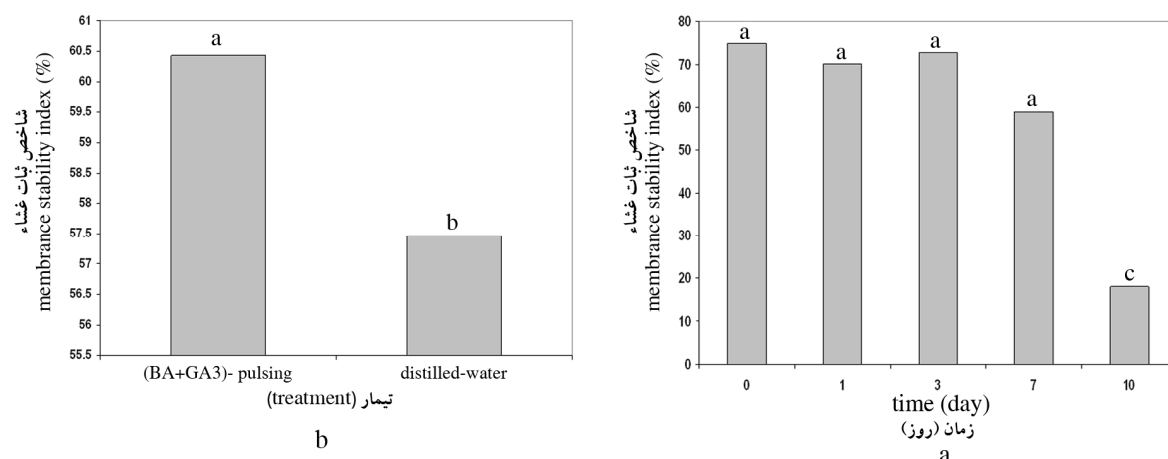 61
60.5
60
59.5
59
58.5
58
57.5
57
56.5
56
55.5
شاخص ثبات غشاء
membrance stability index (%)
a
b
(BA+GA3)- pulsing
distilled-water
تیمار (treatment)
b
80
70
60
50
40
30
20
10
0
شاخص ثبات غشاء
membrance stability index (%)
a
a
a
a
c
0 1 3 7 10
time (day)
زمان (روز)
a